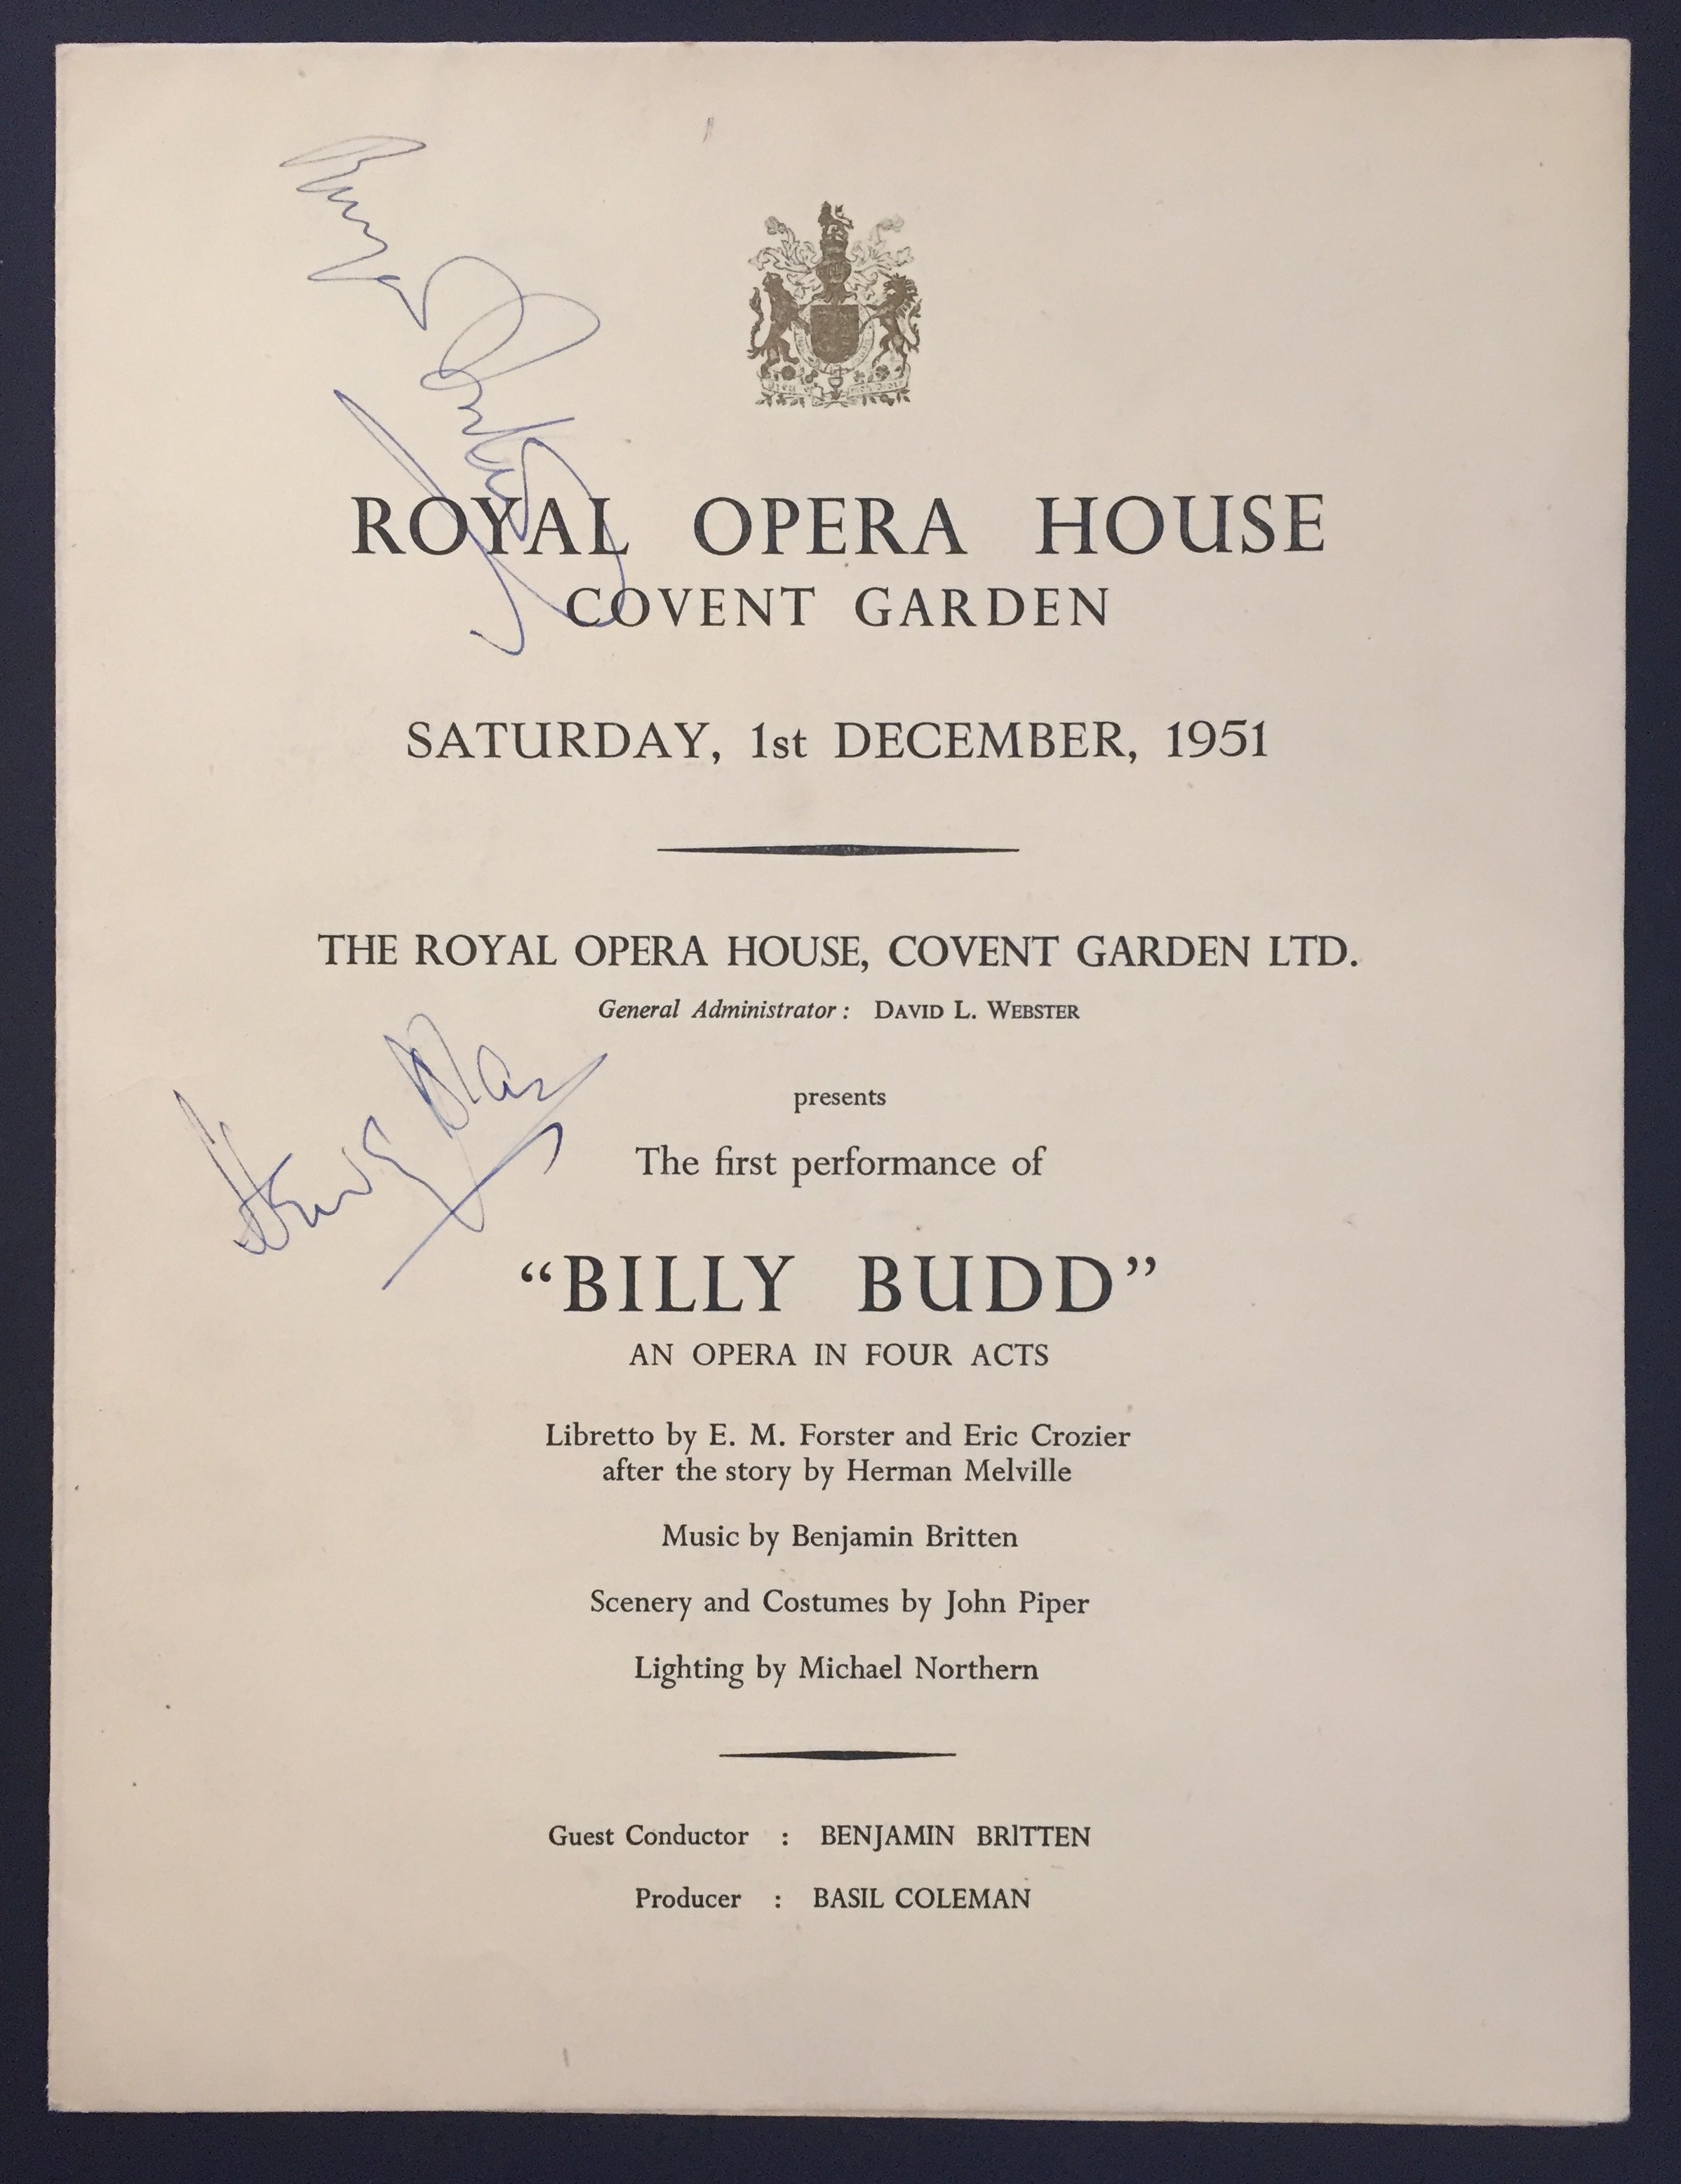 ROYAL OPERA HOUSE
COVENT GARDEN
SATURDAY, 1st DECEMBER, 1951
THE ROYAL OPERA HOUSE, COVENT GARDEN LTD.
General Administrator : DAVID L. WEBSTER
presents
The first performance of
“BILLY BUDD”
AN OPERA IN FOUR ACTS
Libretto by E. M. Forster and Eric Crozier
after the story by Herman Melville
Music by Benjamin Britten
Scenery and Costumes by John Piper
Lighting by Michael Northern
Guest Conductor : BENJAMIN BRITTEN
Producer : BASIL COLEMAN